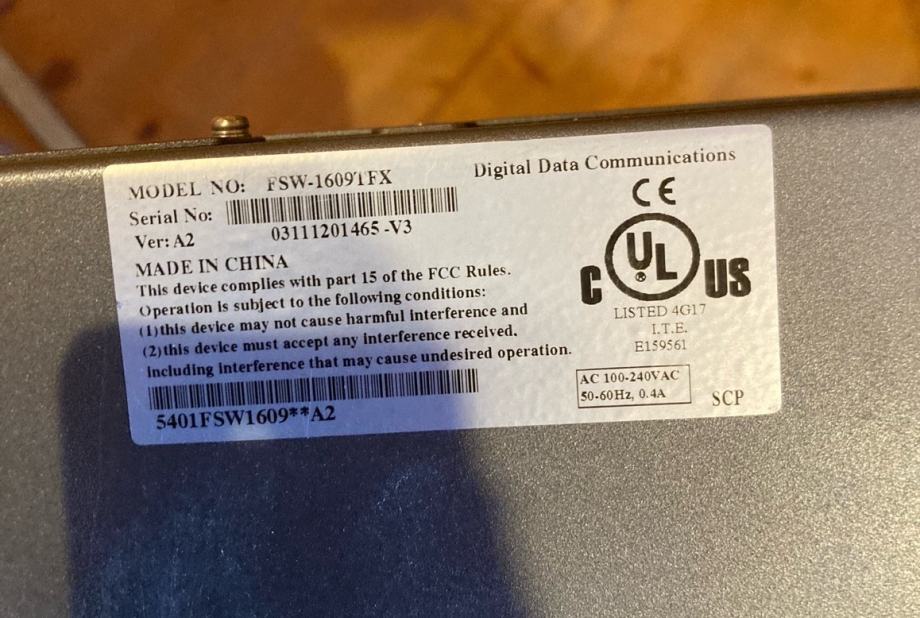 MODEL NO: FSW-1609TFX
Digital Data Communications
Serial No:
Ver: A2 03111201465-V3
CE
MADE IN CHINA
This device complies with part 15 of the FCC Rules.
Operation is subject to the following conditions:
(1)this device may not cause harmful interference and
(2)this device must accept any interference received,
including interference that may cause undesired operation.
5401FSW1609**A2
C UL US
®
LISTED 4G17
I.T.E.
E159561
AC 100-240VAC
50-60Hz, 0.4A
SCP